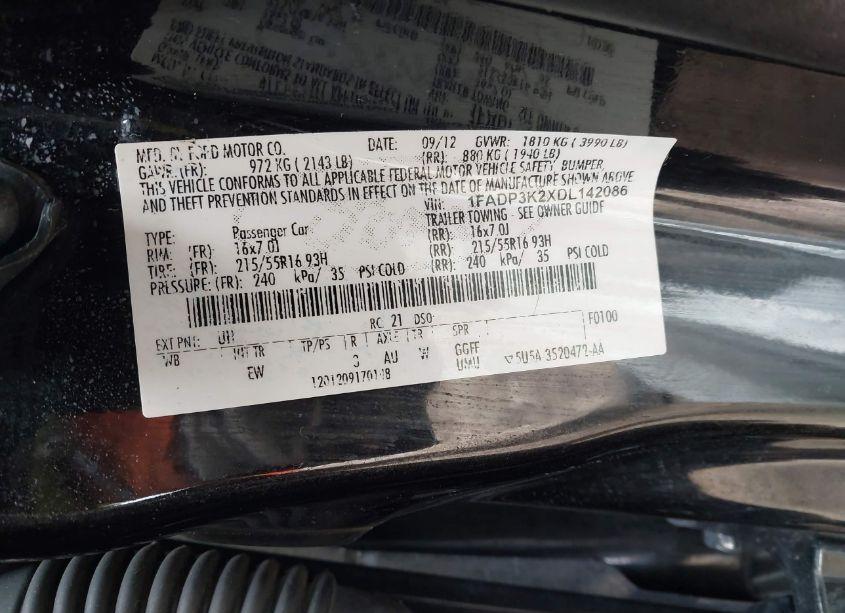 MFD. BY FORD MOTOR CO. DATE: 09/12 GVWR: 1810 KG ( 3990 LB)
GAWR: (FR): 972 KG ( 2143 LB) (RR): 880 KG ( 1940 LB)
THIS VEHICLE CONFORMS TO ALL APPLICABLE FEDERAL MOTOR VEHICLE SAFETY, BUMPER,
AND THEFT PREVENTION STANDARDS IN EFFECT ON THE DATE OF MANUFACTURE SHOWN ABOVE
VIN: 1FADP3K2XDL142086
TRAILER TOWING - SEE OWNER GUIDE
TYPE: Passenger Car
RIM: (FR): 16x7.0J (RR): 16x7.0J
TIRE: (FR): 215/55R16 93H (RR): 215/55R16 93H
PRESSURE: (FR): 240 kPa/ 35 PSI COLD (RR): 240 kPa/ 35 PSI COLD
RC: 21 DSO: F0100
EXT PNT: UH
WB INT TR TP/PS R AXLE TR SPR
EW 3 AU W GGFF
UMU 5U5A-3520472-AA
1201209170148